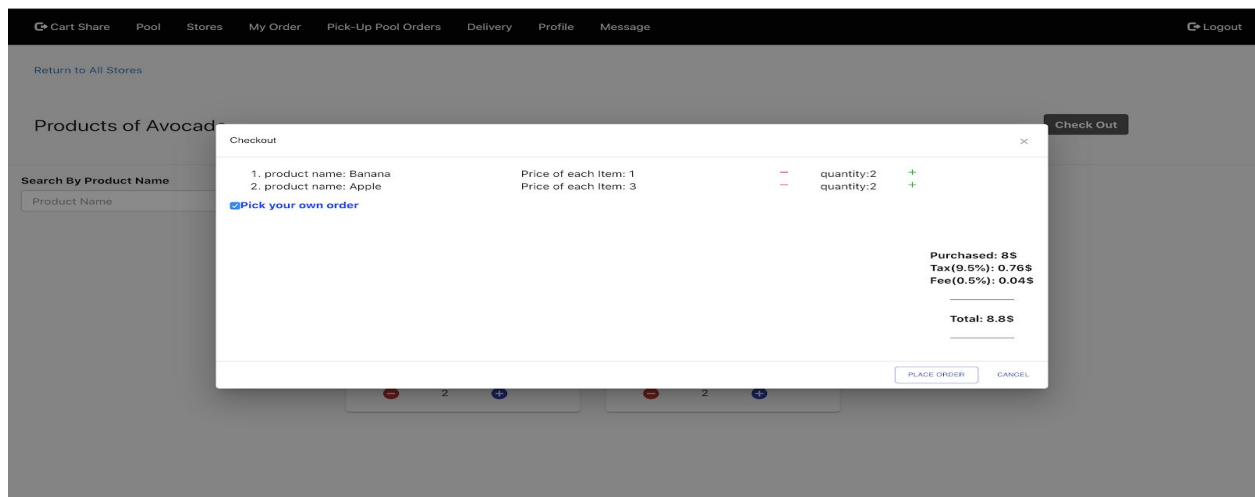 Cart Share Pool Stores My Order Pick-Up Pool Orders Delivery Profile Message Logout
Return to All Stores
Products of Avocad
Check Out
Checkout ×
1. product name: Banana Price of each Item: 1 − quantity:2 +
2. product name: Apple Price of each Item: 3 − quantity:2 +
Pick your own order
Search By Product Name
Product Name
Purchased: 8$
Tax(9.5%): 0.76$
Fee(0.5%): 0.04$
Total: 8.8$
PLACE ORDER CANCEL
2 2